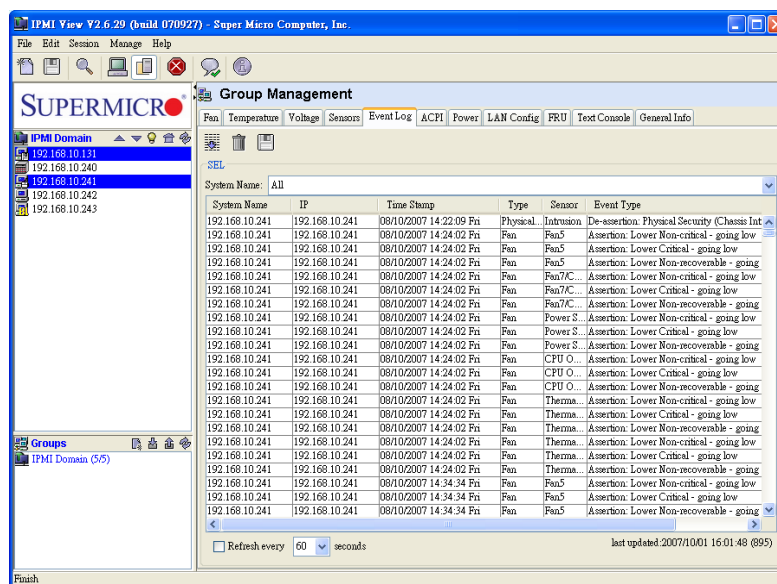 IPMI View V2.6.29 (build 070927) - Super Micro Computer, Inc.
File Edit Session Manage Help
SUPERMICRO
IPMI Domain
192.168.10.131
192.168.10.240
192.168.10.241
192.168.10.242
192.168.10.243
Groups
IPMI Domain (5/5)
Group Management
Fan Temperature Voltage Sensors Event Log ACPI Power LAN Config FRU Text Console General Info
SEL
System Name: All
System Name IP Time Stamp Type Sensor Event Type
192.168.10.241 192.168.10.241 08/10/2007 14:22:09 Fri Physical... Intrusion De-assertion: Physical Security (Chassis Int
192.168.10.241 192.168.10.241 08/10/2007 14:24:02 Fri Fan Fan5 Assertion: Lower Non-critical - going low
192.168.10.241 192.168.10.241 08/10/2007 14:24:02 Fri Fan Fan5 Assertion: Lower Critical - going low
192.168.10.241 192.168.10.241 08/10/2007 14:24:02 Fri Fan Fan5 Assertion: Lower Non-recoverable - going
192.168.10.241 192.168.10.241 08/10/2007 14:24:02 Fri Fan Fan7/C... Assertion: Lower Non-critical - going low
192.168.10.241 192.168.10.241 08/10/2007 14:24:02 Fri Fan Fan7/C... Assertion: Lower Critical - going low
192.168.10.241 192.168.10.241 08/10/2007 14:24:02 Fri Fan Fan7/C... Assertion: Lower Non-recoverable - going
192.168.10.241 192.168.10.241 08/10/2007 14:24:02 Fri Fan Power S... Assertion: Lower Non-critical - going low
192.168.10.241 192.168.10.241 08/10/2007 14:24:02 Fri Fan Power S... Assertion: Lower Critical - going low
192.168.10.241 192.168.10.241 08/10/2007 14:24:02 Fri Fan Power S... Assertion: Lower Non-recoverable - going
192.168.10.241 192.168.10.241 08/10/2007 14:24:02 Fri Fan CPU O... Assertion: Lower Non-critical - going low
192.168.10.241 192.168.10.241 08/10/2007 14:24:02 Fri Fan CPU O... Assertion: Lower Critical - going low
192.168.10.241 192.168.10.241 08/10/2007 14:24:02 Fri Fan CPU O... Assertion: Lower Non-recoverable - going
192.168.10.241 192.168.10.241 08/10/2007 14:24:02 Fri Fan Therma... Assertion: Lower Non-critical - going low
192.168.10.241 192.168.10.241 08/10/2007 14:24:02 Fri Fan Therma... Assertion: Lower Critical - going low
192.168.10.241 192.168.10.241 08/10/2007 14:24:02 Fri Fan Therma... Assertion: Lower Non-recoverable - going
192.168.10.241 192.168.10.241 08/10/2007 14:24:02 Fri Fan Therma... Assertion: Lower Non-critical - going low
192.168.10.241 192.168.10.241 08/10/2007 14:24:02 Fri Fan Therma... Assertion: Lower Critical - going low
192.168.10.241 192.168.10.241 08/10/2007 14:24:02 Fri Fan Therma... Assertion: Lower Non-recoverable - going
192.168.10.241 192.168.10.241 08/10/2007 14:34:34 Fri Fan Fan5 Assertion: Lower Non-critical - going low
192.168.10.241 192.168.10.241 08/10/2007 14:34:34 Fri Fan Fan5 Assertion: Lower Critical - going low
192.168.10.241 192.168.10.241 08/10/2007 14:34:34 Fri Fan Fan5 Assertion: Lower Non-recoverable - going
Refresh every 60 seconds last updated:2007/10/01 16:01:48 (895)
Finish